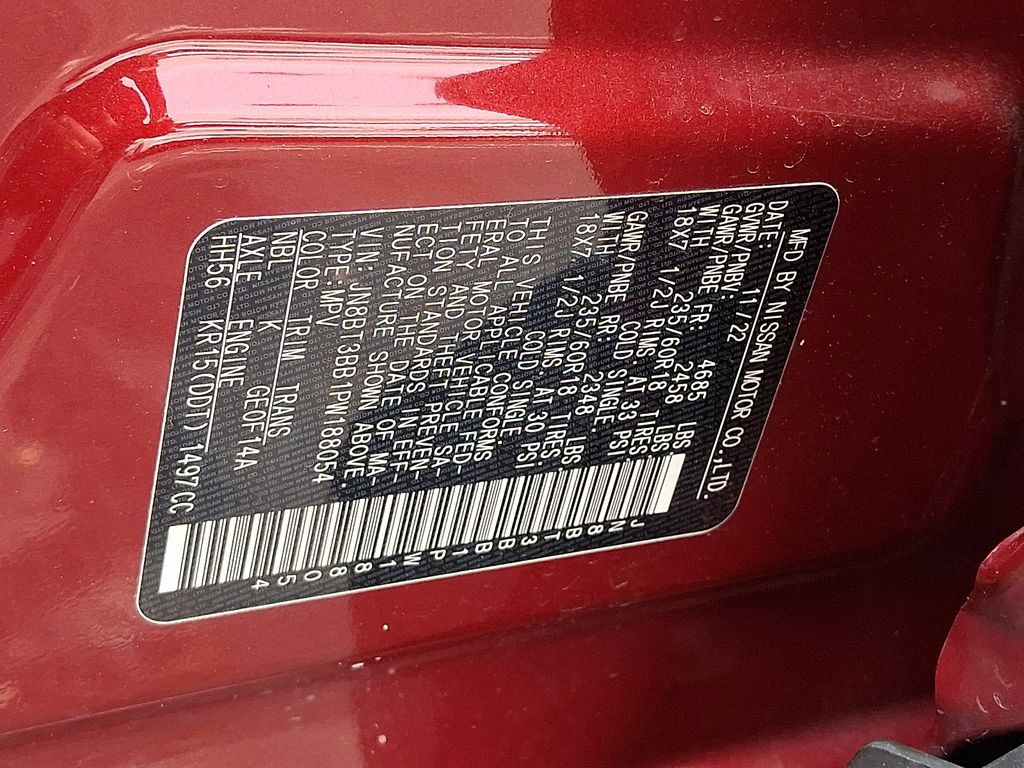 MFD BY NISSAN MOTOR CO.,LTD.
DATE: 11/22
GVWR/PNBV: 4685 LBS
GAWR/PNBE FR: 2458 LBS
WITH 235/60R18 TIRES
18X7 1/2J RIMS AT 33 PSI
COLD SINGLE
GAWR/PNBE RR: 2348 LBS
WITH 235/60R18 TIRES.
18X7 1/2J RIMS. AT 30 PSI
COLD SINGLE.
THIS VEHICLE CONFORMS
TO ALL APPLICABLE FED-
ERAL MOTOR VEHICLE SA-
FETY AND THEFT PREVEN-
TION STANDARDS IN EFF-
ECT ON THE DATE OF MA-
NUFACTURE SHOWN ABOVE.
VIN: JN8BT3BB1PW188054
TYPE: MPV
COLOR TRIM TRANS
NBL K GE0F14A
AXLE ENGINE
HH56 KR15(DDT) 1497CC
JN8BT3BB1PW188054